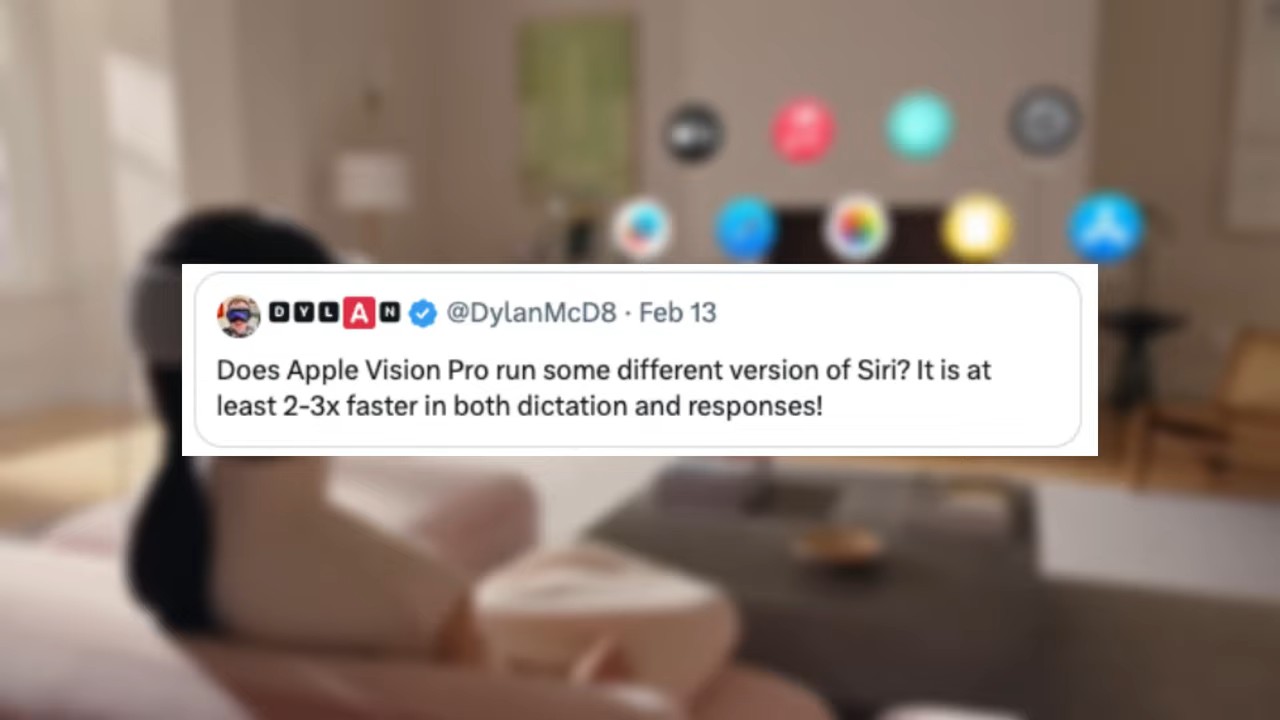 DYLAN @DylanMcD8 · Feb 13
Does Apple Vision Pro run some different version of Siri? It is at
least 2-3x faster in both dictation and responses!